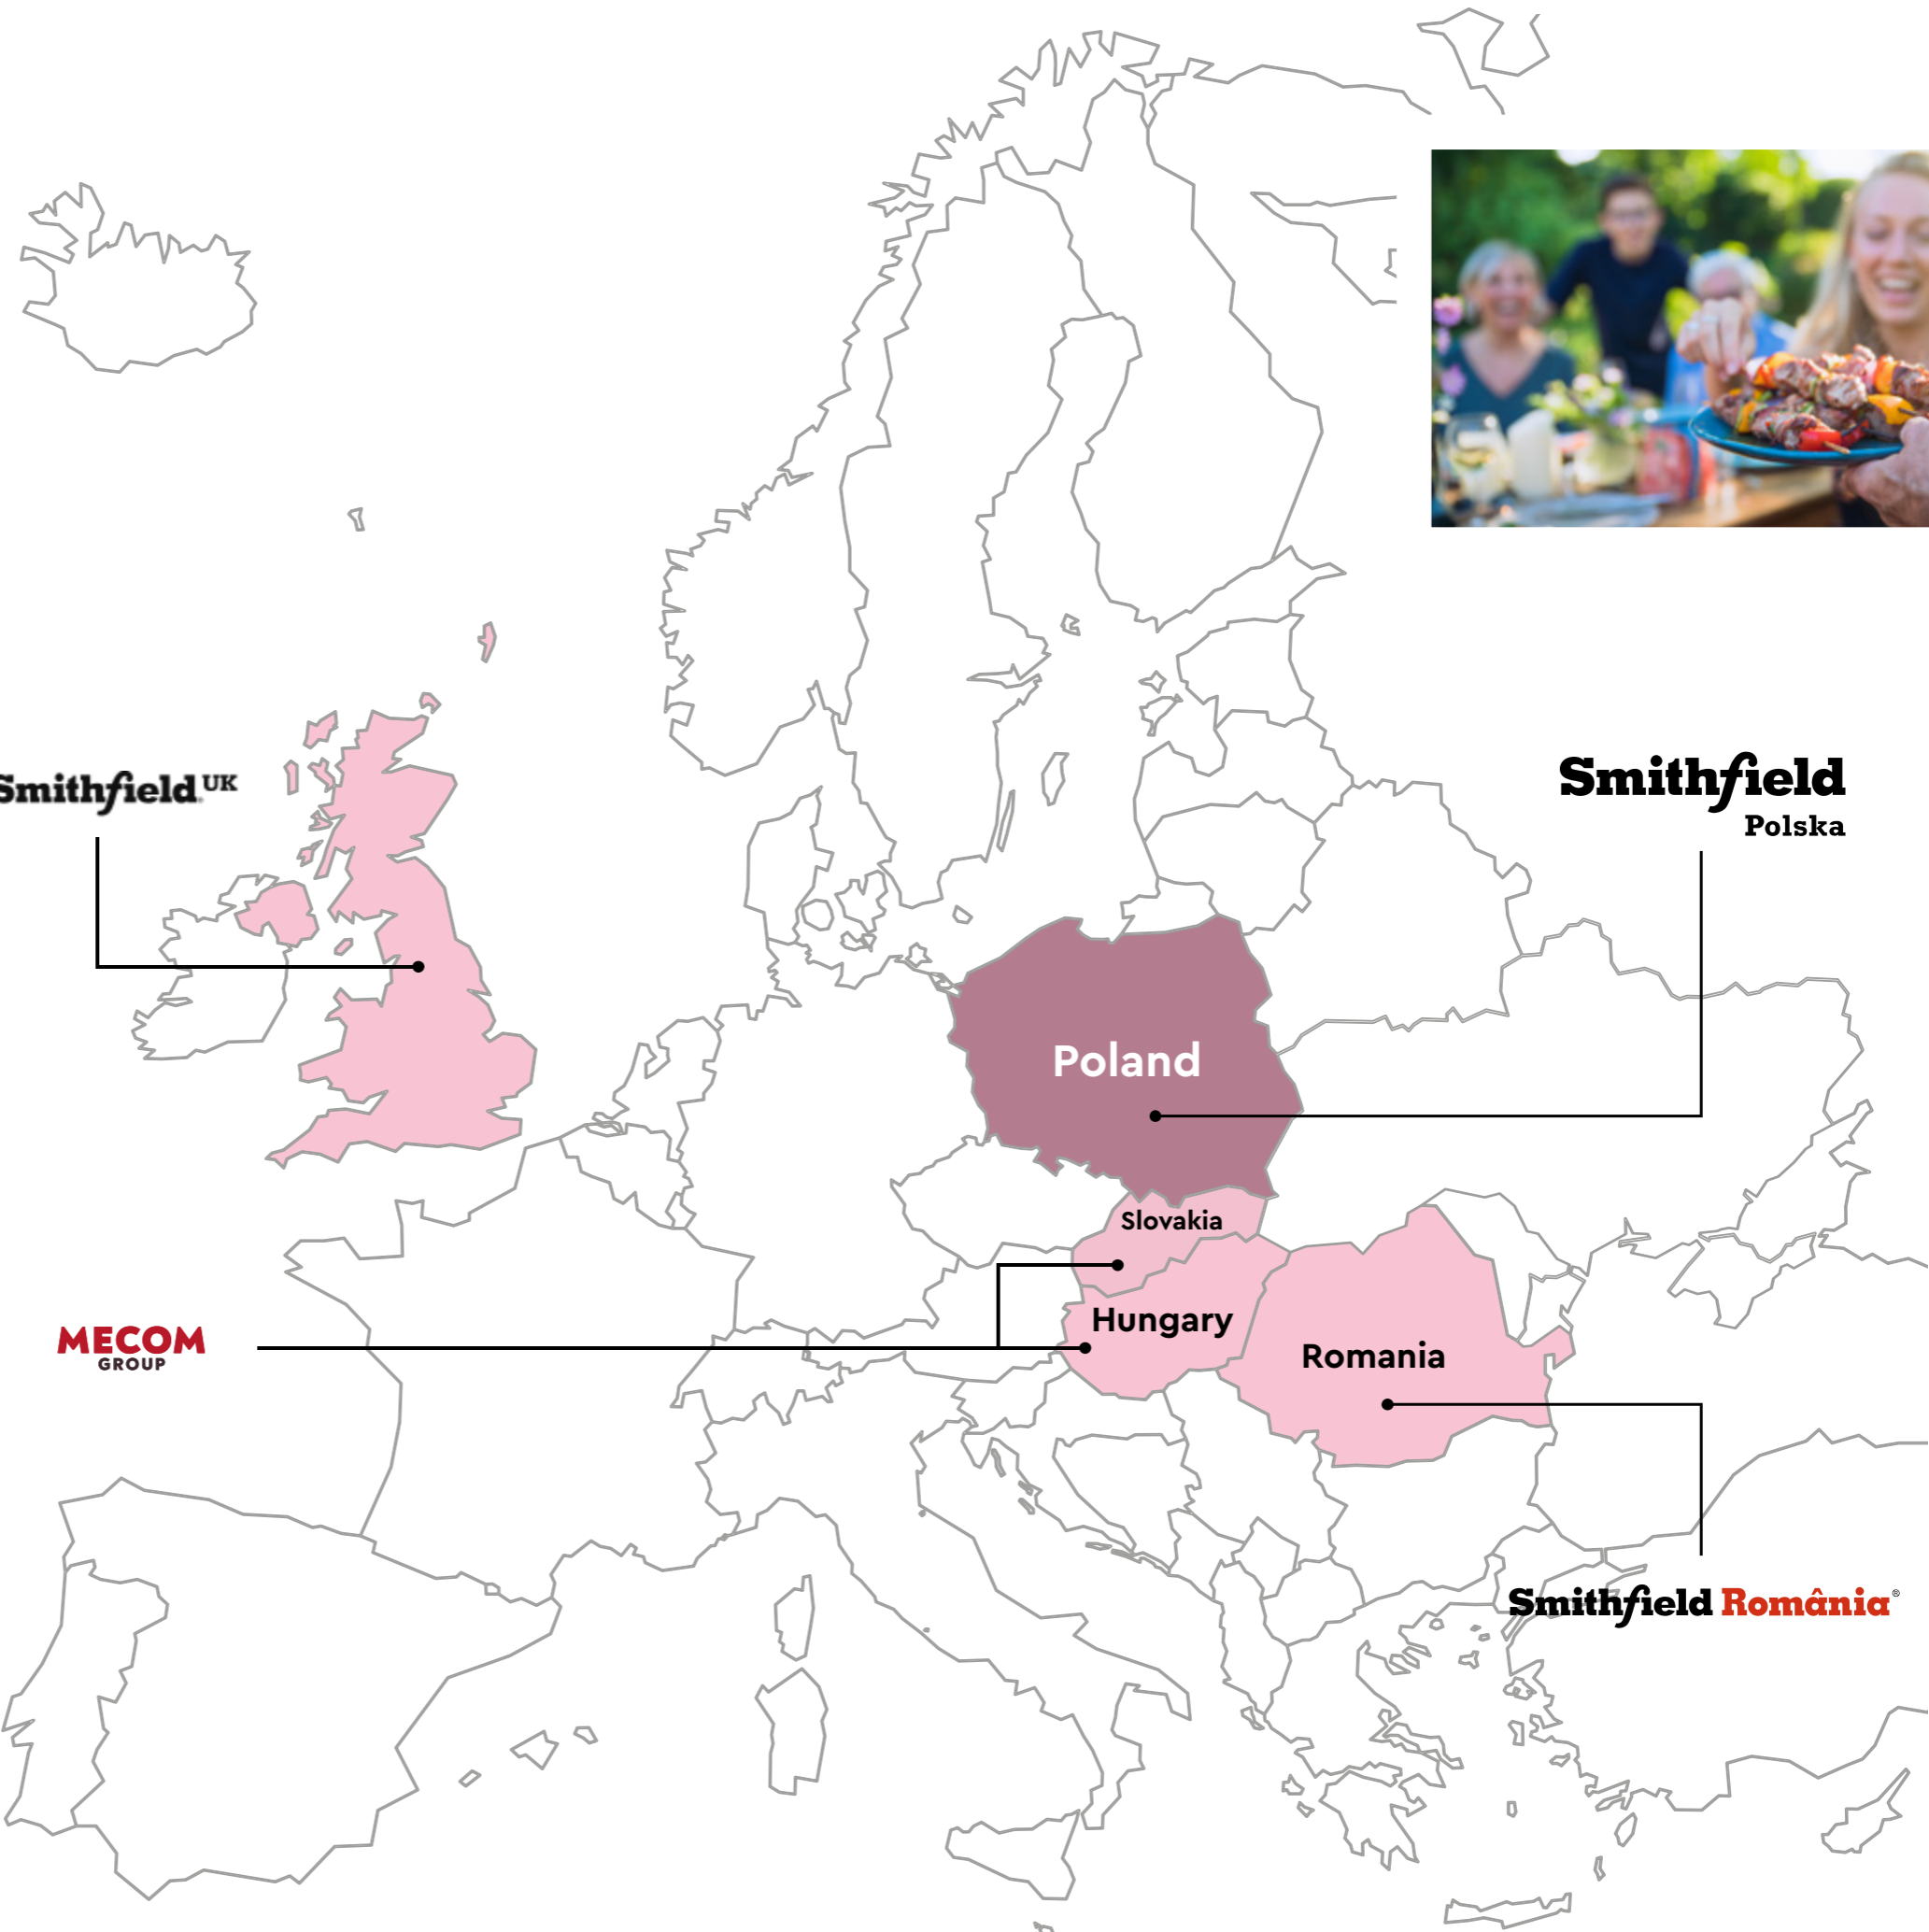 Smithfield
Polska
Smithfield. UK
Poland
Slovakia
Hungary
MECOM
GROUP
Romania
Smithfield România®